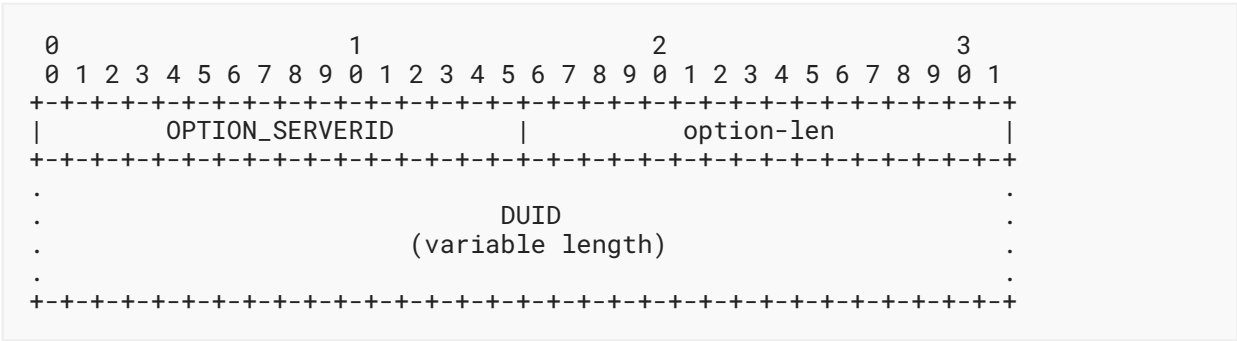 0                   1                   2                   3
 0 1 2 3 4 5 6 7 8 9 0 1 2 3 4 5 6 7 8 9 0 1 2 3 4 5 6 7 8 9 0 1
+-+-+-+-+-+-+-+-+-+-+-+-+-+-+-+-+-+-+-+-+-+-+-+-+-+-+-+-+-+-+-+-+
|        OPTION_SERVERID        |          option-len           |
+-+-+-+-+-+-+-+-+-+-+-+-+-+-+-+-+-+-+-+-+-+-+-+-+-+-+-+-+-+-+-+-+
.                                                               .
.                              DUID                             .
.                        (variable length)                      .
.                                                               .
+-+-+-+-+-+-+-+-+-+-+-+-+-+-+-+-+-+-+-+-+-+-+-+-+-+-+-+-+-+-+-+-+